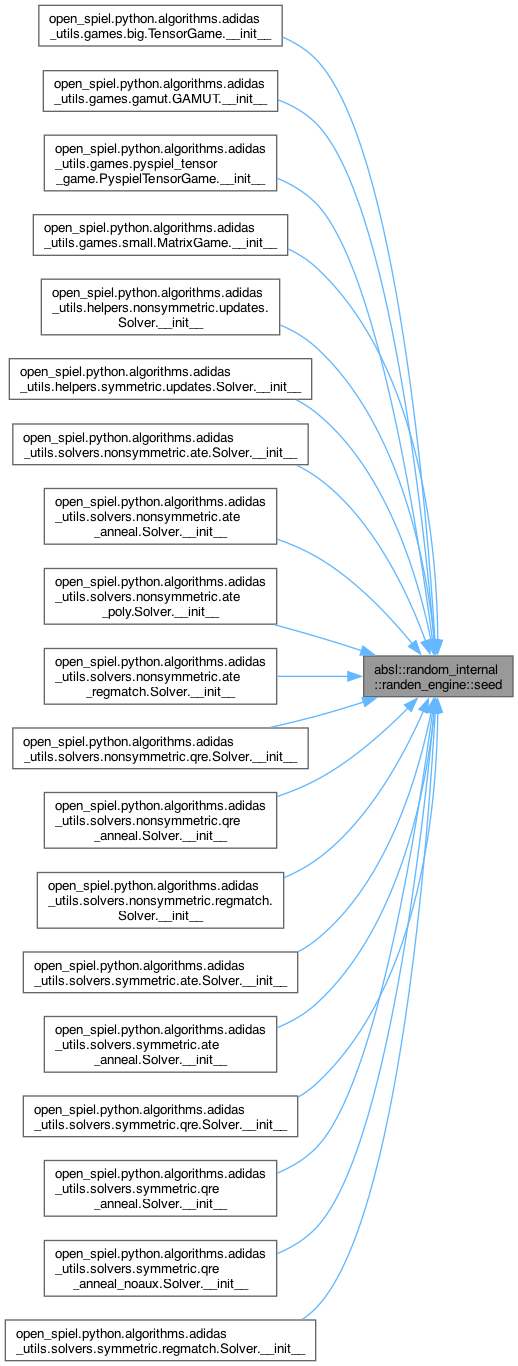 open_spiel.python.algorithms.adidas
_utils.games.big.TensorGame.__init__
open_spiel.python.algorithms.adidas
_utils.games.gamut.GAMUT.__init__
open_spiel.python.algorithms.adidas
_utils.games.pyspiel_tensor
_game.PyspielTensorGame.__init__
open_spiel.python.algorithms.adidas
_utils.games.small.MatrixGame.__init__
open_spiel.python.algorithms.adidas
_utils.helpers.nonsymmetric.updates.
Solver.__init__
open_spiel.python.algorithms.adidas
_utils.helpers.symmetric.updates.Solver.__init__
open_spiel.python.algorithms.adidas
_utils.solvers.nonsymmetric.ate.Solver.__init__
open_spiel.python.algorithms.adidas
_utils.solvers.nonsymmetric.ate
_anneal.Solver.__init__
open_spiel.python.algorithms.adidas
_utils.solvers.nonsymmetric.ate
_poly.Solver.__init__
open_spiel.python.algorithms.adidas
_utils.solvers.nonsymmetric.ate
_regmatch.Solver.__init__
absl::random_internal
::randen_engine::seed
open_spiel.python.algorithms.adidas
_utils.solvers.nonsymmetric.qre.Solver.__init__
open_spiel.python.algorithms.adidas
_utils.solvers.nonsymmetric.qre
_anneal.Solver.__init__
open_spiel.python.algorithms.adidas
_utils.solvers.nonsymmetric.regmatch.
Solver.__init__
open_spiel.python.algorithms.adidas
_utils.solvers.symmetric.ate.Solver.__init__
open_spiel.python.algorithms.adidas
_utils.solvers.symmetric.ate
_anneal.Solver.__init__
open_spiel.python.algorithms.adidas
_utils.solvers.symmetric.qre.Solver.__init__
open_spiel.python.algorithms.adidas
_utils.solvers.symmetric.qre
_anneal.Solver.__init__
open_spiel.python.algorithms.adidas
_utils.solvers.symmetric.qre
_anneal_noaux.Solver.__init__
open_spiel.python.algorithms.adidas
_utils.solvers.symmetric.regmatch.Solver.__init__